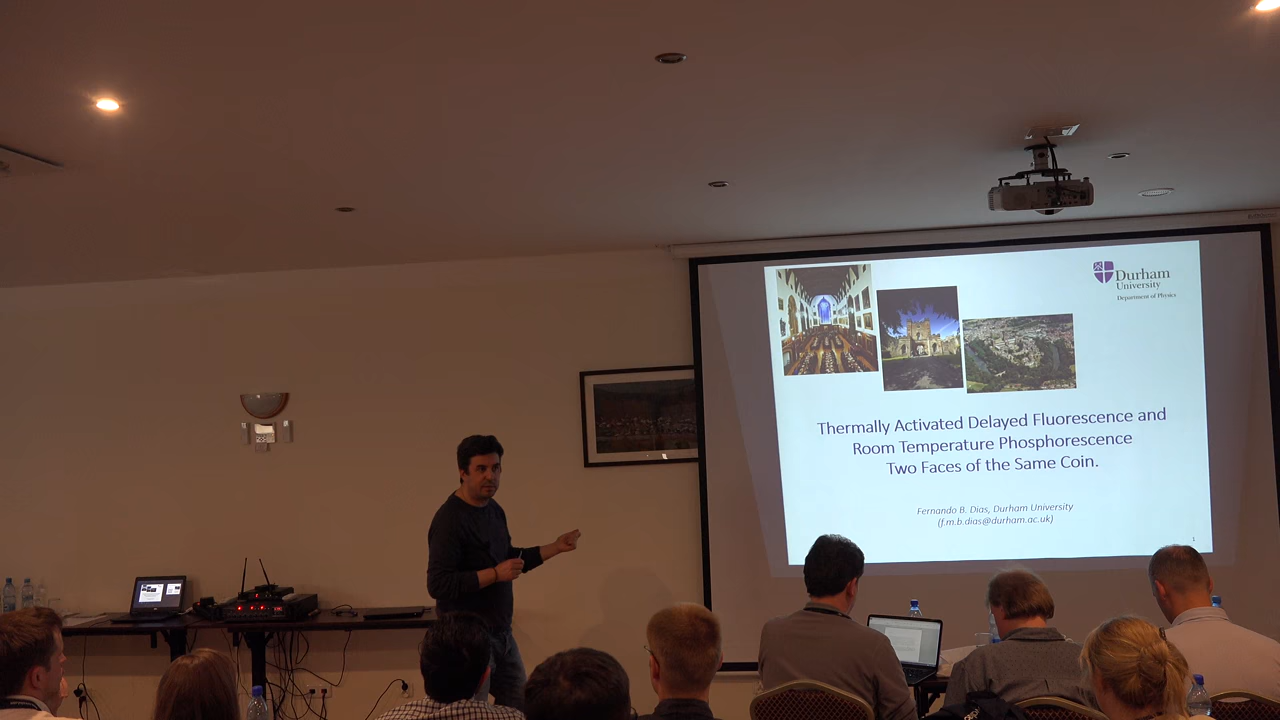 Durham
University
Department of Physics
Thermally Activated Delayed Fluorescence and
Room Temperature Phosphorescence
Two Faces of the Same Coin.
Fernando B. Dias, Durham University
(f.m.b.dias@durham.ac.uk)
1